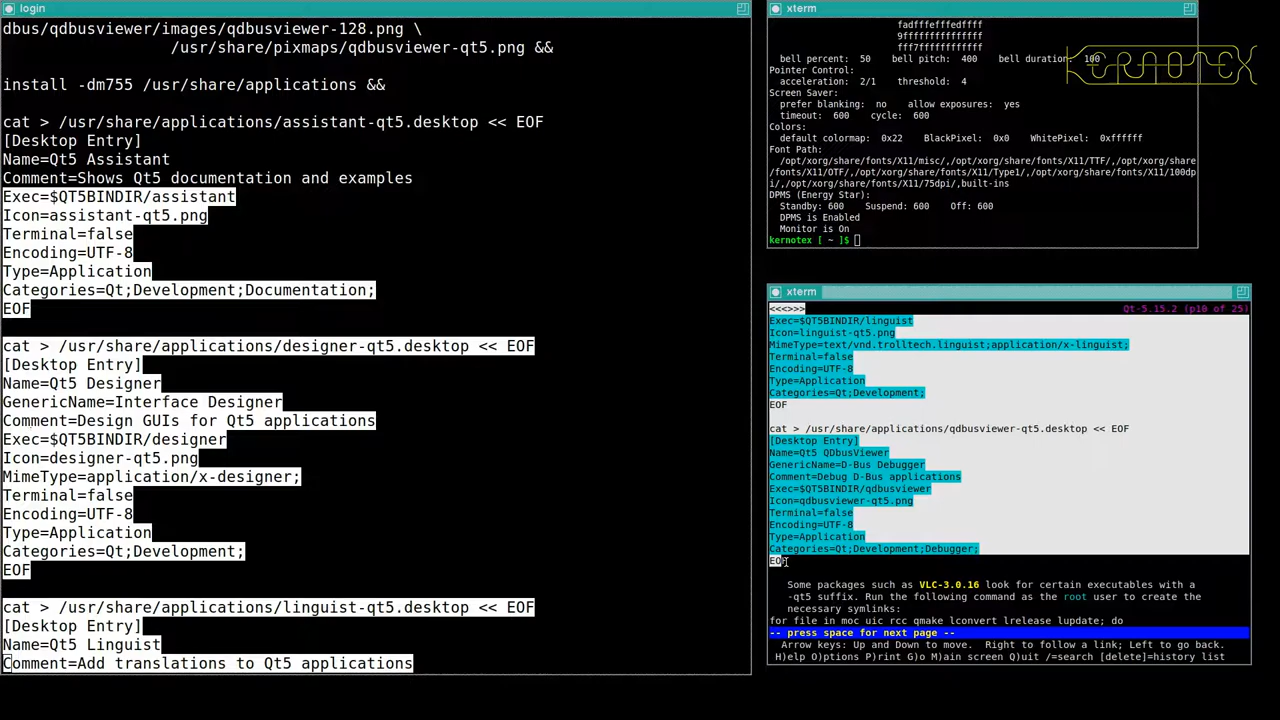 login
dbus/qdbusviewer/images/qdbusviewer-128.png \
/usr/share/pixmaps/qdbusviewer-qt5.png &&
install -dm755 /usr/share/applications &&
cat > /usr/share/applications/assistant-qt5.desktop << EOF
[Desktop Entry]
Name=Qt5 Assistant
Comment=Shows Qt5 documentation and examples
Exec=$QT5BINDIR/assistant
Icon=assistant-qt5.png
Terminal=false
Encoding=UTF-8
Type=Application
Categories=Qt;Development;Documentation;
EOF
cat > /usr/share/applications/designer-qt5.desktop << EOF
[Desktop Entry]
Name=Qt5 Designer
GenericName=Interface Designer
Comment=Design GUIs for Qt5 applications
Exec=$QT5BINDIR/designer
Icon=designer-qt5.png
MimeType=application/x-designer;
Terminal=false
Encoding=UTF-8
Type=Application
Categories=Qt;Development;
EOF
cat > /usr/share/applications/linguist-qt5.desktop << EOF
[Desktop Entry]
Name=Qt5 Linguist
Comment=Add translations to Qt5 applications
xterm
fadfffefffedffff
9fffffffffffffff
fff7ffffffffffff
bell percent:  50    bell pitch:  400    bell duration:  100
Pointer Control:
acceleration:  2/1    threshold:  4
Screen Saver:
prefer blanking:  no    allow exposures:  yes
timeout:  600    cycle:  600
Colors:
default colormap:  0x22    BlackPixel:  0x0    WhitePixel:  0xffffff
Font Path:
/opt/xorg/share/fonts/X11/misc/,/opt/xorg/share/fonts/X11/TTF/,/opt/xorg/share
/fonts/X11/OTF/,/opt/xorg/share/fonts/X11/Type1/,/opt/xorg/share/fonts/X11/100dp
i/,/opt/xorg/share/fonts/X11/75dpi/,built-ins
DPMS (Energy Star):
Standby: 600    Suspend: 600    Off: 600
DPMS is Enabled
Monitor is On
kernotex [ ~ ]$
KERNOTEX
xterm
<<<>>>
Qt-5.15.2 (p10 of 25)
Exec=$QT5BINDIR/linguist
Icon=linguist-qt5.png
MimeType=text/vnd.trolltech.linguist;application/x-linguist;
Terminal=false
Encoding=UTF-8
Type=Application
Categories=Qt;Development;
EOF
cat > /usr/share/applications/qdbusviewer-qt5.desktop << EOF
[Desktop Entry]
Name=Qt5 QDbusViewer
GenericName=D-Bus Debugger
Comment=Debug D-Bus applications
Exec=$QT5BINDIR/qdbusviewer
Icon=qdbusviewer-qt5.png
Terminal=false
Encoding=UTF-8
Type=Application
Categories=Qt;Development;Debugger;
EOF
Some packages such as VLC-3.0.16 look for certain executables with a
-qt5 suffix. Run the following command as the root user to create the
necessary symlinks:
for file in moc uic rcc qmake lconvert lrelease lupdate; do
-- press space for next page --
Arrow keys: Up and Down to move.  Right to follow a link; Left to go back.
H)elp O)ptions P)rint G)o M)ain screen Q)uit /=search [delete]=history list